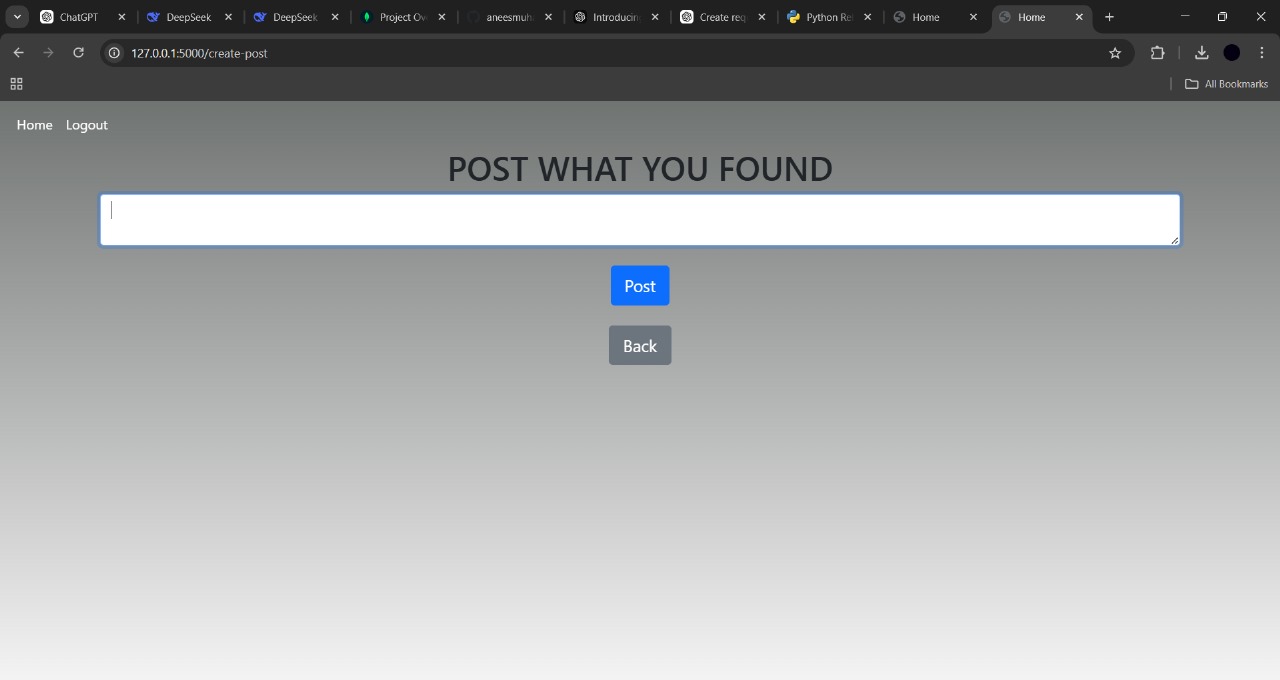 ChatGPT DeepSeek DeepSeek Project Ov aneesmuh Introducin Create req Python Re Home Home
127.0.0.1:5000/create-post
All Bookmarks
Home Logout
POST WHAT YOU FOUND
Post
Back